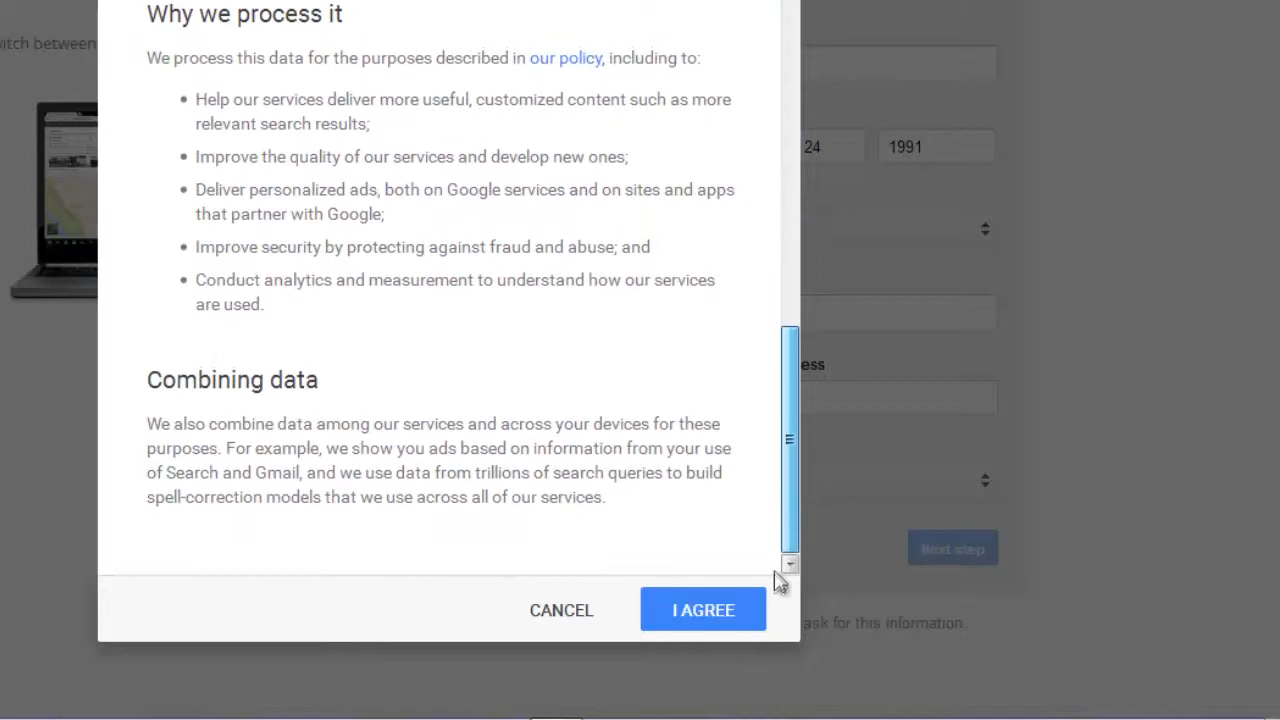 Why we process it
itch between
We process this data for the purposes described in our policy, including to:
Help our services deliver more useful, customized content such as more
relevant search results;
24 1991
Improve the quality of our services and develop new ones;
Deliver personalized ads, both on Google services and on sites and apps
that partner with Google;
Improve security by protecting against fraud and abuse; and
Conduct analytics and measurement to understand how our services
are used.
ess
Combining data
We also combine data among our services and across your devices for these
purposes. For example, we show you ads based on information from your use
of Search and Gmail, and we use data from trillions of search queries to build
spell-correction models that we use across all of our services.
Next step
CANCEL I AGREE
ask for this information.